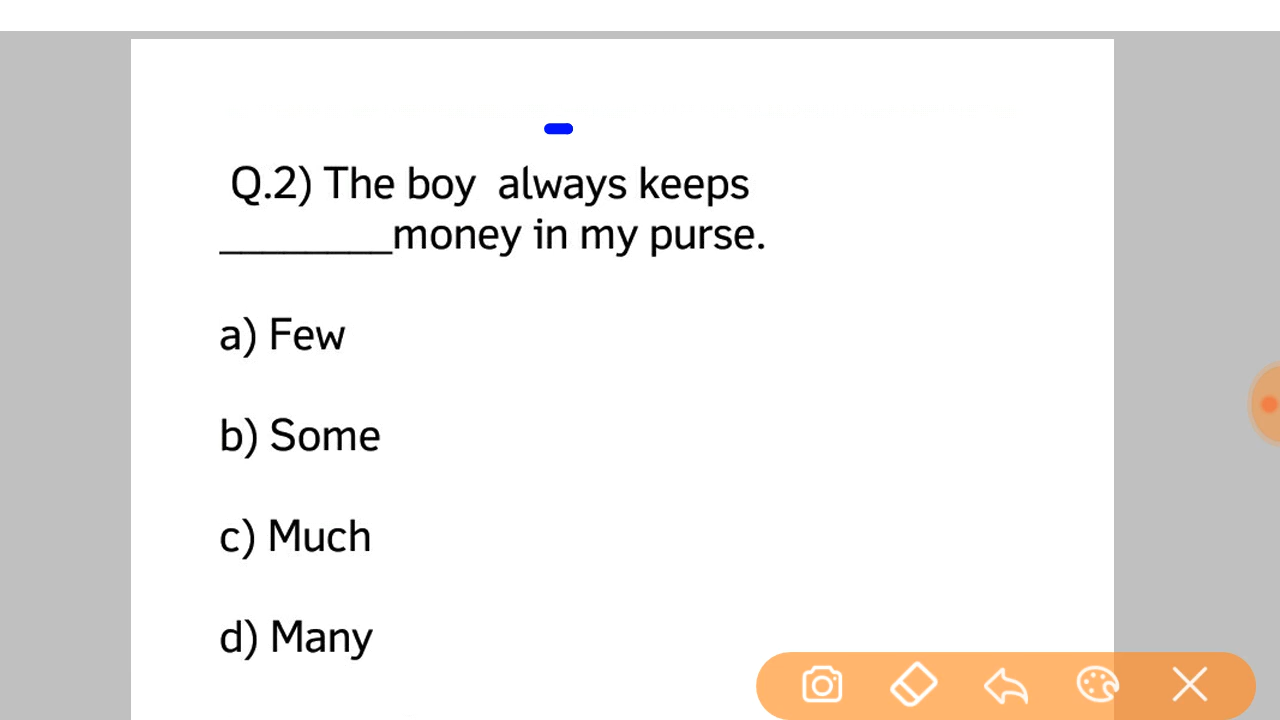 Q.2) The boy always keeps
________money in my purse.
a) Few
b) Some
c) Much
d) Many